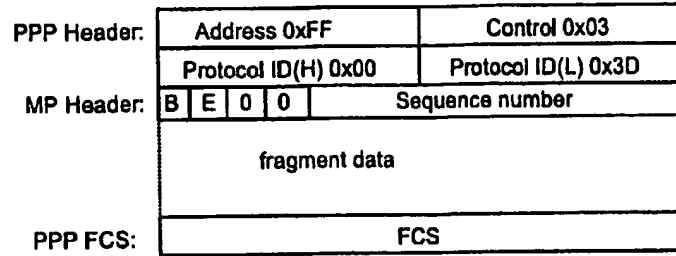 PPP Header: Address 0xFF Control 0x03
Protocol ID(H) 0x00 Protocol ID(L) 0x3D
MP Header: B E 0 0 Sequence number
fragment data
PPP FCS: FCS